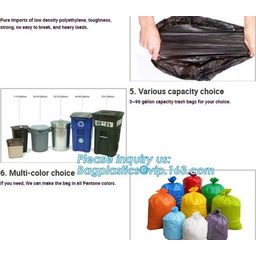 Pure imports of low density polyethylene, toughness,
strong, no easy to break, and heavy loads.
5. Various capacity choice
3~96 gallon capacity trash bags for your choice.
Please inquiry us:
Bagplastics@vip.163.com
6. Multi-color choice
If you need, We can make the bag in all Pantone colors.